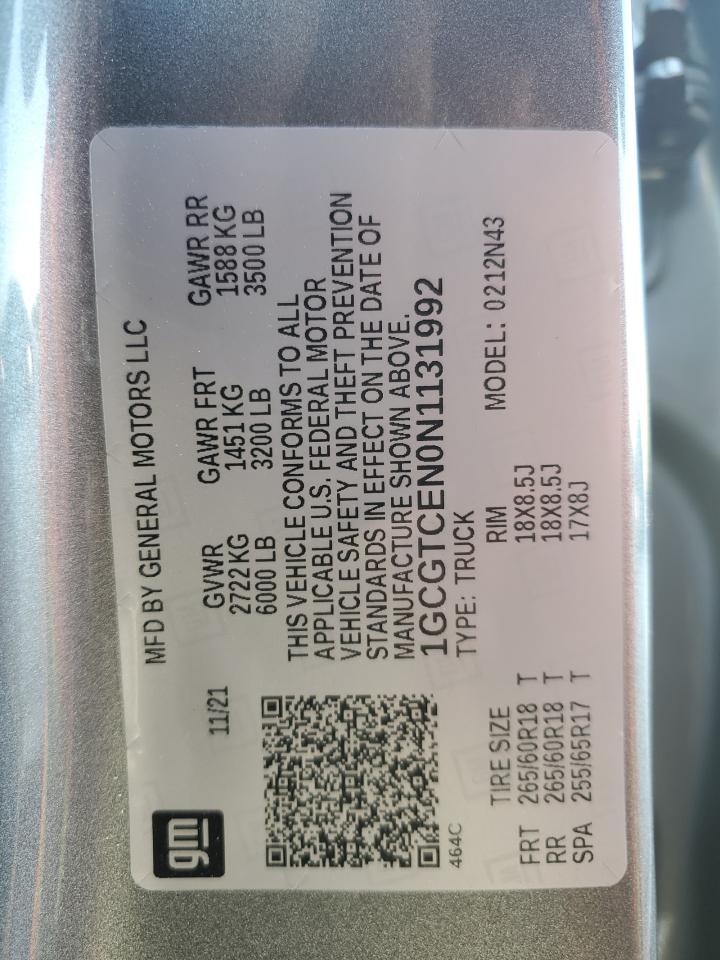 gm
MFD BY GENERAL MOTORS LLC
11/21
GVWR GAWR FRT GAWR RR
2722 KG 1451 KG 1588 KG
6000 LB 3200 LB 3500 LB
THIS VEHICLE CONFORMS TO ALL
APPLICABLE U.S. FEDERAL MOTOR
VEHICLE SAFETY AND THEFT PREVENTION
STANDARDS IN EFFECT ON THE DATE OF
MANUFACTURE SHOWN ABOVE.
1GCGTCEN0N1131992
464C
TYPE: TRUCK MODEL: 0212N43
TIRE SIZE RIM
FRT 265/60R18 T 18X8.5J
RR 265/60R18 T 18X8.5J
SPA 255/65R17 T 17X8J